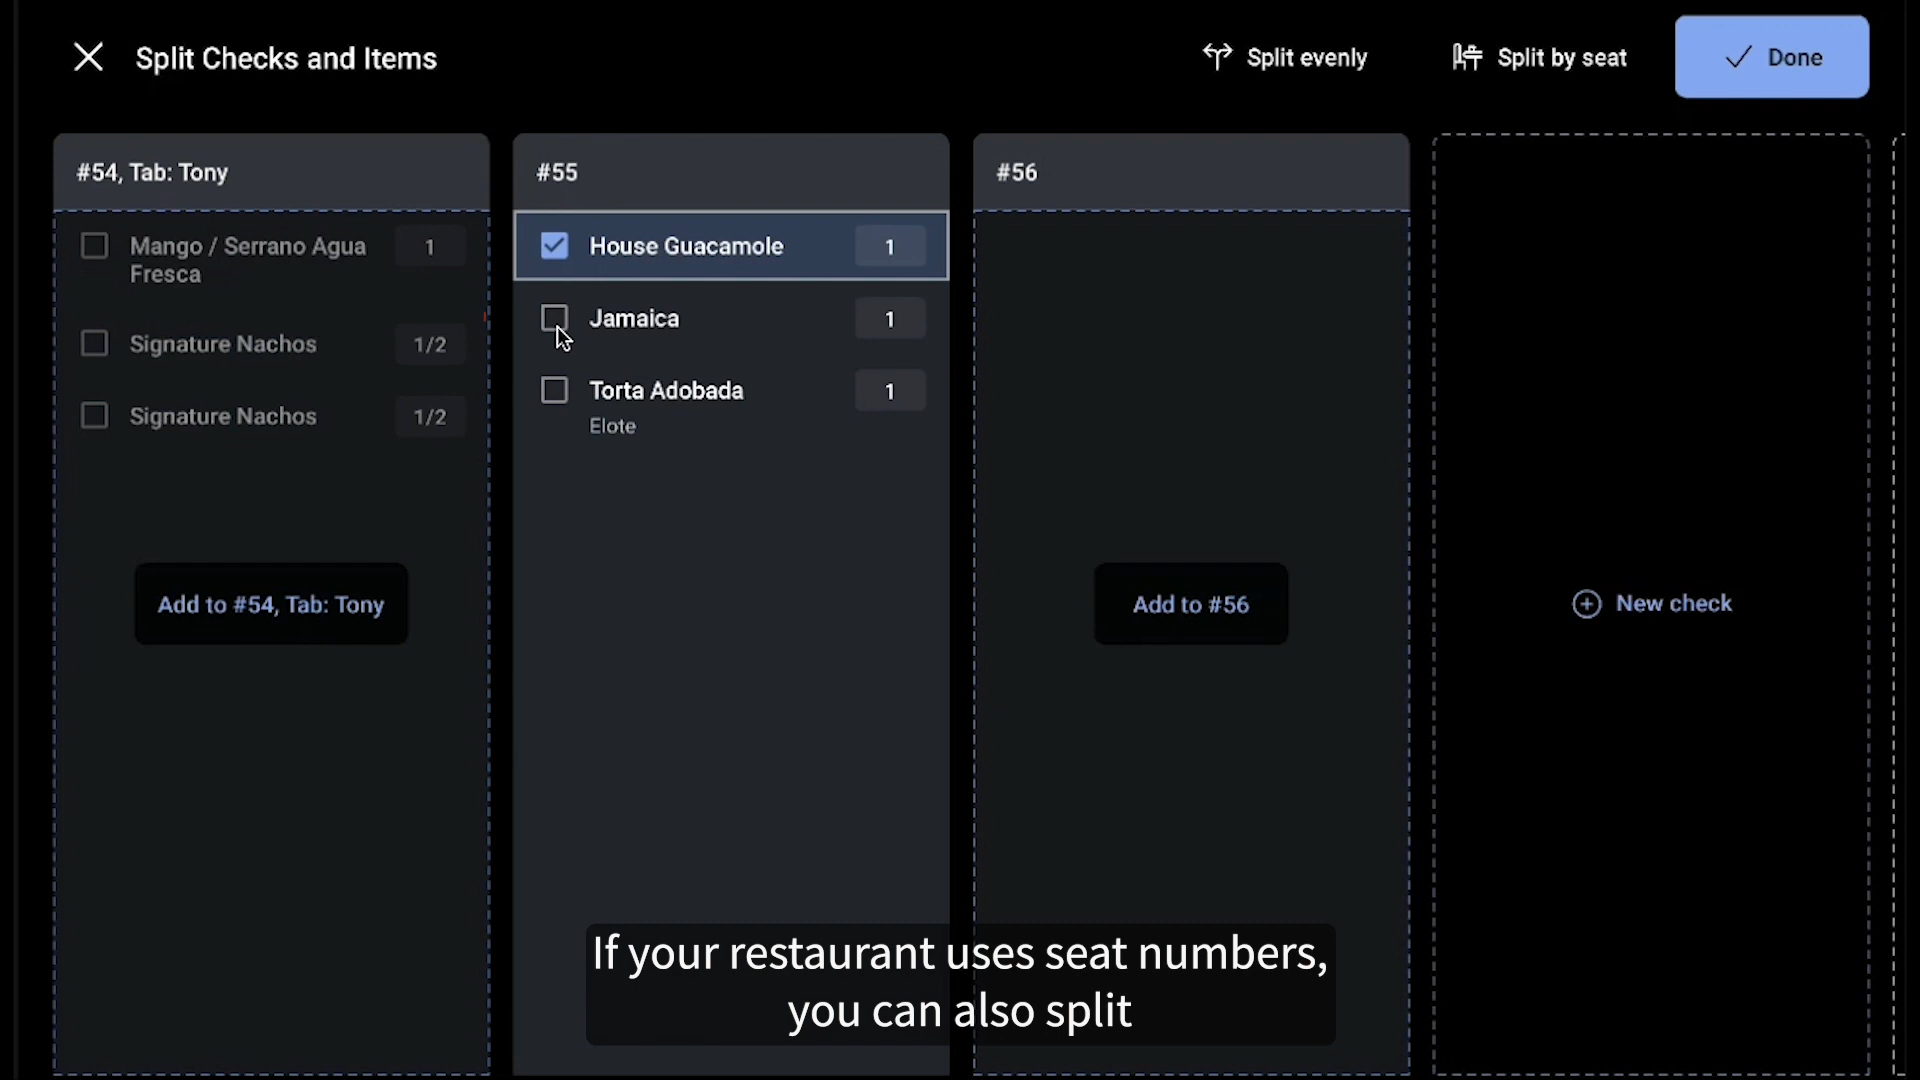 Split Checks and Items
Split evenly
Split by seat
Done
#54, Tab: Tony
Mango / Serrano Agua
Fresca
1
Signature Nachos
1/2
Signature Nachos
1/2
Add to #54, Tab: Tony
#55
House Guacamole
1
Jamaica
1
Torta Adobada
1
Elote
#56
Add to #56
New check
If your restaurant uses seat numbers,
you can also split